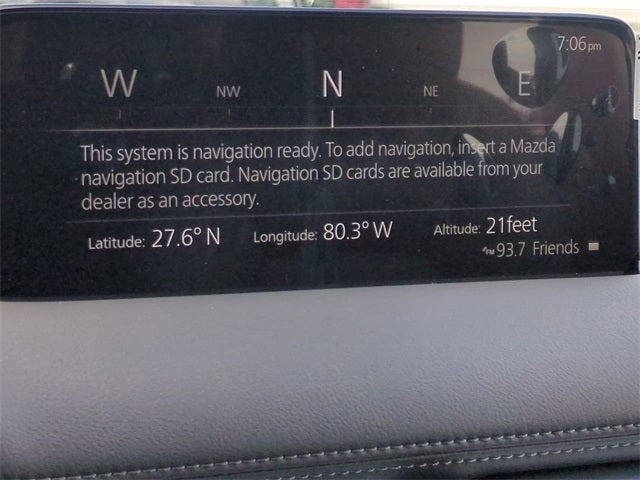 7:06pm
W NW N NE E
This system is navigation ready. To add navigation, insert a Mazda
navigation SD card. Navigation SD cards are available from your
dealer as an accessory.
Latitude: 27.6° N Longitude: 80.3° W Altitude: 21feet
FM 93.7 Friends